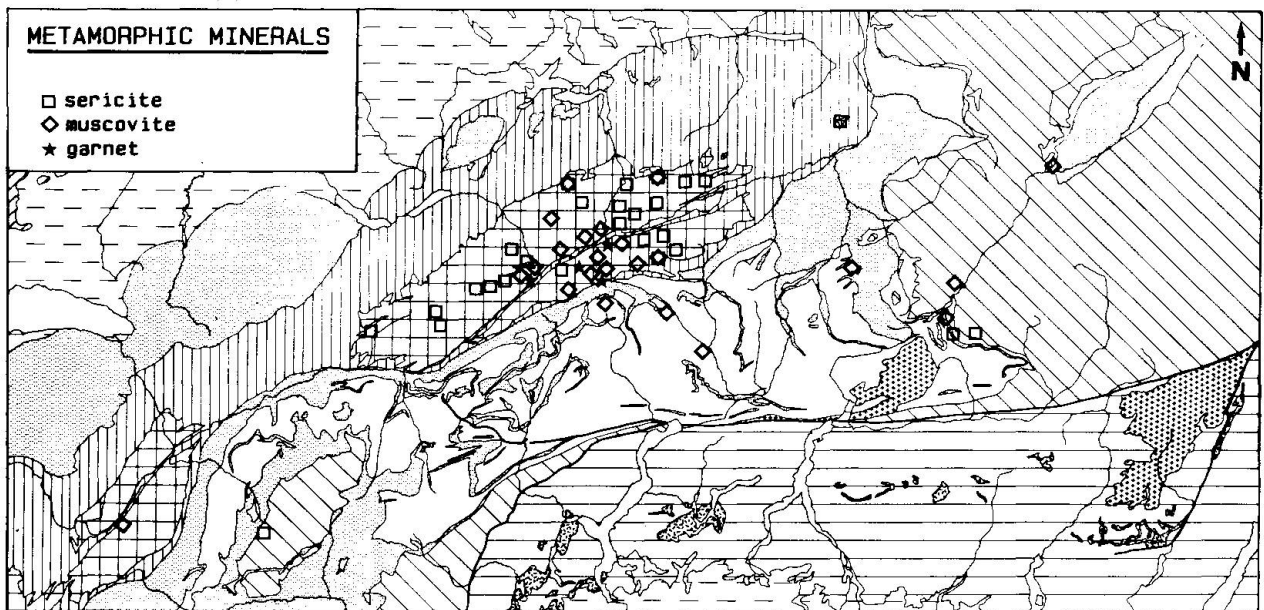 METAMORPHIC MINERALS
sericite
muscovite
garnet
N